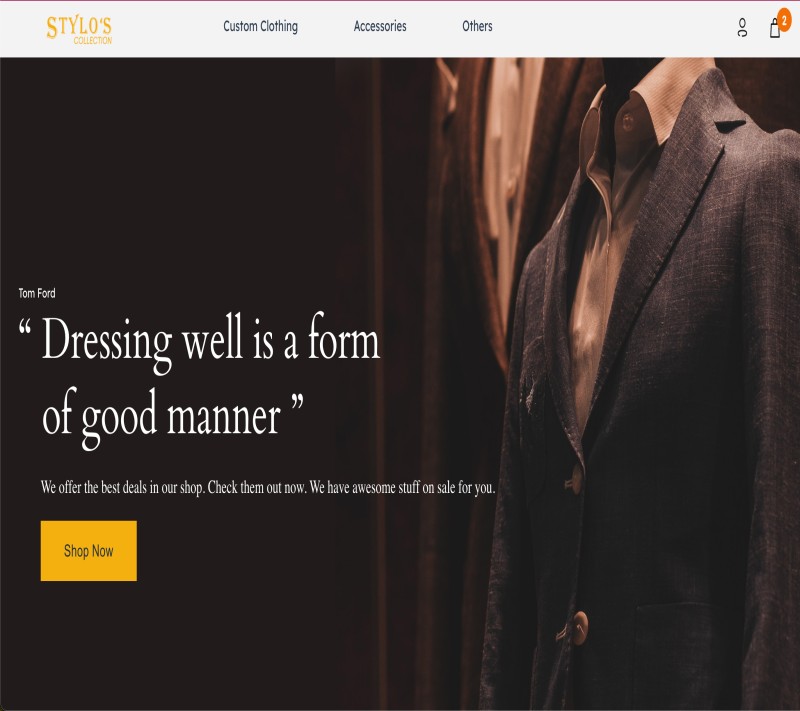 STYLO'S
COLLECTION
Custom Clothing
Accessories
Others
2
Tom Ford
“ Dressing well is a form
of good manner ”
We offer the best deals in our shop. Check them out now. We have awesome stuff on sale for you.
Shop Now